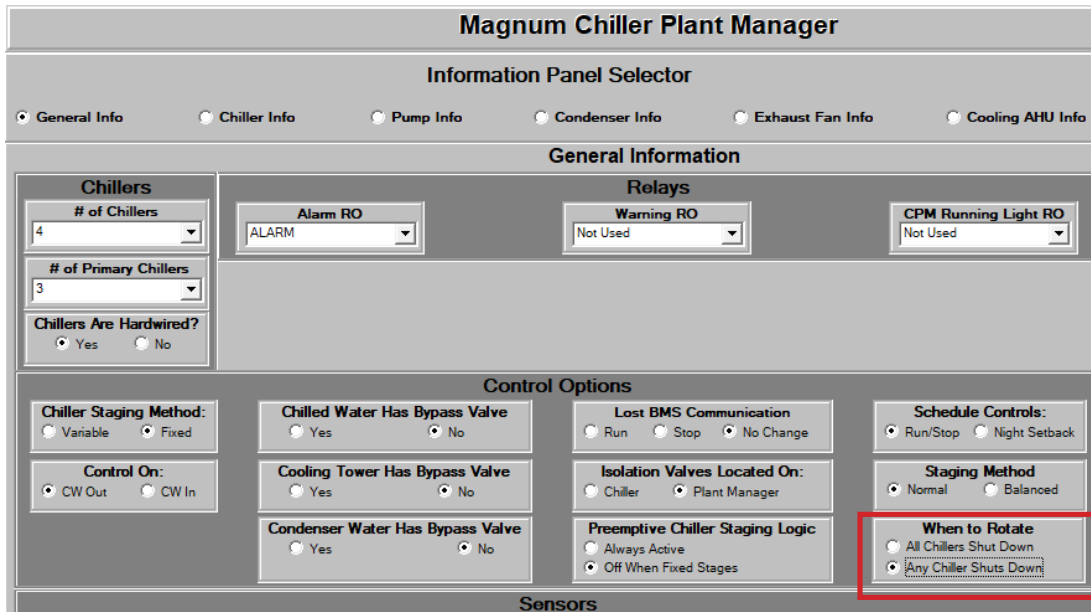 Magnum Chiller Plant Manager
Information Panel Selector
General Info Chiller Info Pump Info Condenser Info Exhaust Fan Info Cooling AHU Info
General Information
Chillers
# of Chillers
4
# of Primary Chillers
3
Chillers Are Hardwired?
Yes No
Relays
Alarm RO
ALARM
Warning RO
Not Used
CPM Running Light RO
Not Used
Control Options
Chiller Staging Method:
Variable Fixed
Chilled Water Has Bypass Valve
Yes No
Lost BMS Communication
Run Stop No Change
Schedule Controls:
Run/Stop Night Setback
Control On:
CW Out CW In
Cooling Tower Has Bypass Valve
Yes No
Isolation Valves Located On:
Chiller Plant Manager
Staging Method
Normal Balanced
Condenser Water Has Bypass Valve
Yes No
Preemptive Chiller Staging Logic
Always Active
Off When Fixed Stages
When to Rotate
All Chillers Shut Down
Any Chiller Shuts Down
Sensors